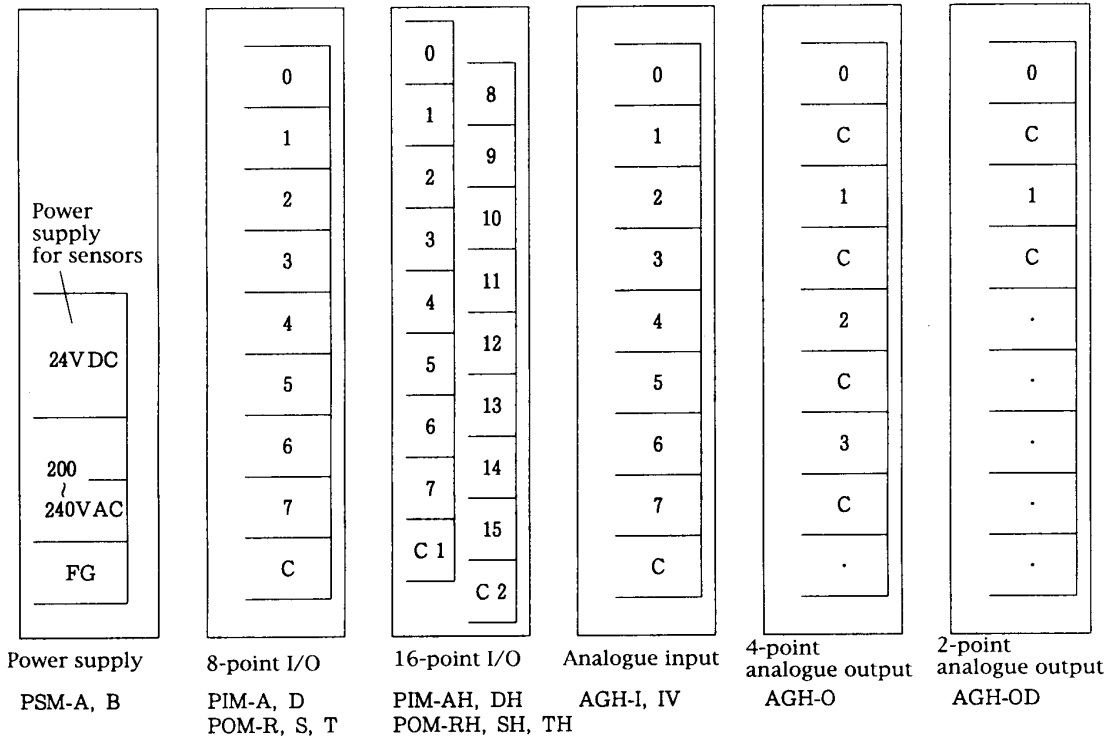 Power
supply
for sensors
24V DC
200
~
240V AC
FG
Power supply
PSM-A, B
0
1
2
3
4
5
6
7
C
8-point I/O
PIM-A, D
POM-R, S, T
0
1
2
3
4
5
6
7
C 1
8
9
10
11
12
13
14
15
C 2
16-point I/O
PIM-AH, DH
POM-RH, SH, TH
0
1
2
3
4
5
6
7
C
Analogue input
AGH-I, IV
0
C
1
C
2
C
3
C
·
4-point
analogue output
AGH-O
0
C
1
C
·
·
·
·
·
2-point
analogue output
AGH-OD